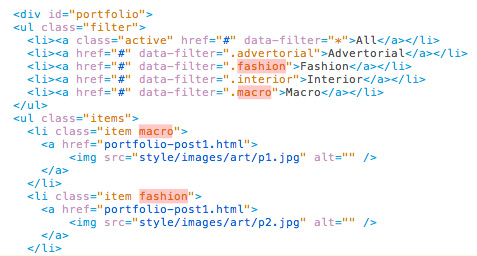 <div id="portfolio">
<ul class="filter">
<li><a class="active" href="#" data-filter="*">All</a></li>
<li><a href="#" data-filter=".advertorial">Advertorial</a></li>
<li><a href="#" data-filter=".fashion">Fashion</a></li>
<li><a href="#" data-filter=".interior">Interior</a></li>
<li><a href="#" data-filter=".macro">Macro</a></li>
</ul>
<ul class="items">
<li class="item macro">
<a href="portfolio-post1.html">
<img src="style/images/art/p1.jpg" alt="" />
</a>
</li>
<li class="item fashion">
<a href="portfolio-post1.html">
<img src="style/images/art/p2.jpg" alt="" />
</a>
</li>